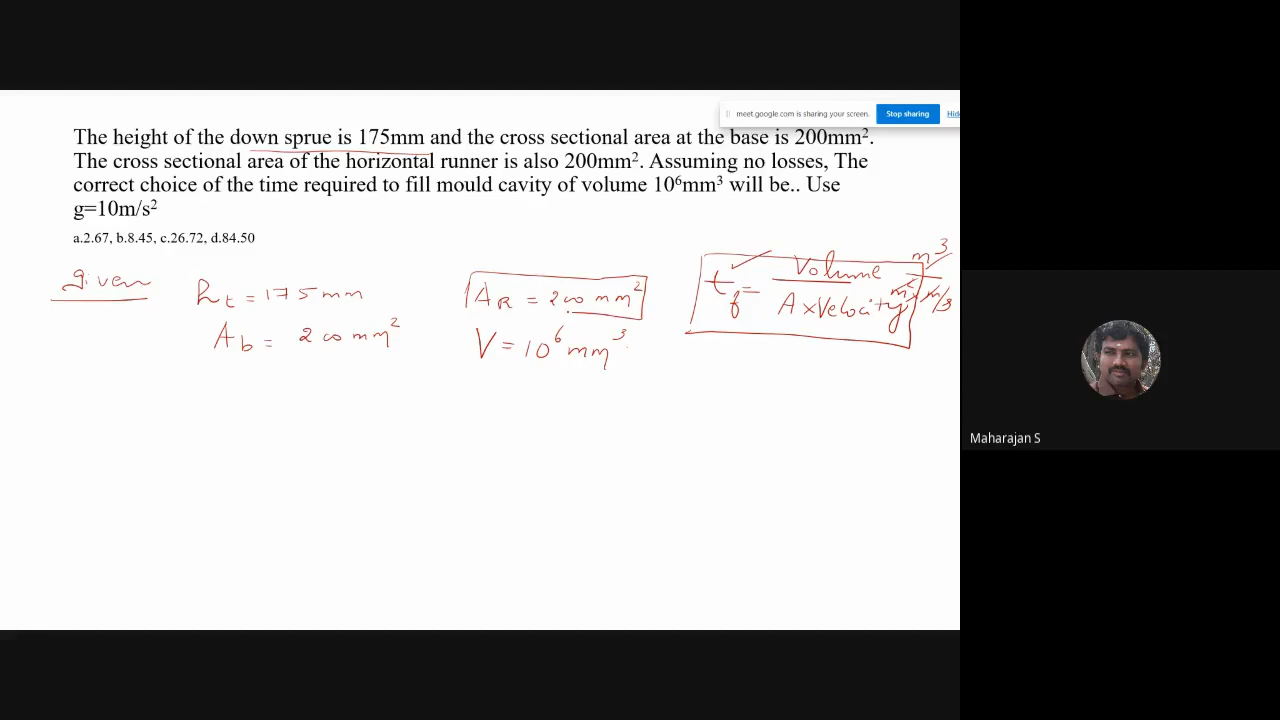 meet.google.com is sharing your screen. Stop sharing Hide
The height of the down sprue is 175mm and the cross sectional area at the base is 200mm².
The cross sectional area of the horizontal runner is also 200mm². Assuming no losses, The
correct choice of the time required to fill mould cavity of volume 10⁶mm³ will be.. Use
g=10m/s²
a.2.67, b.8.45, c.26.72, d.84.50
given
h_t = 175 mm
A_b = 200 mm²
A_R = 200 mm²
V = 10⁶ mm³
t_f = Volume / A x Velocity
m³ / m² x m/s
Maharajan S